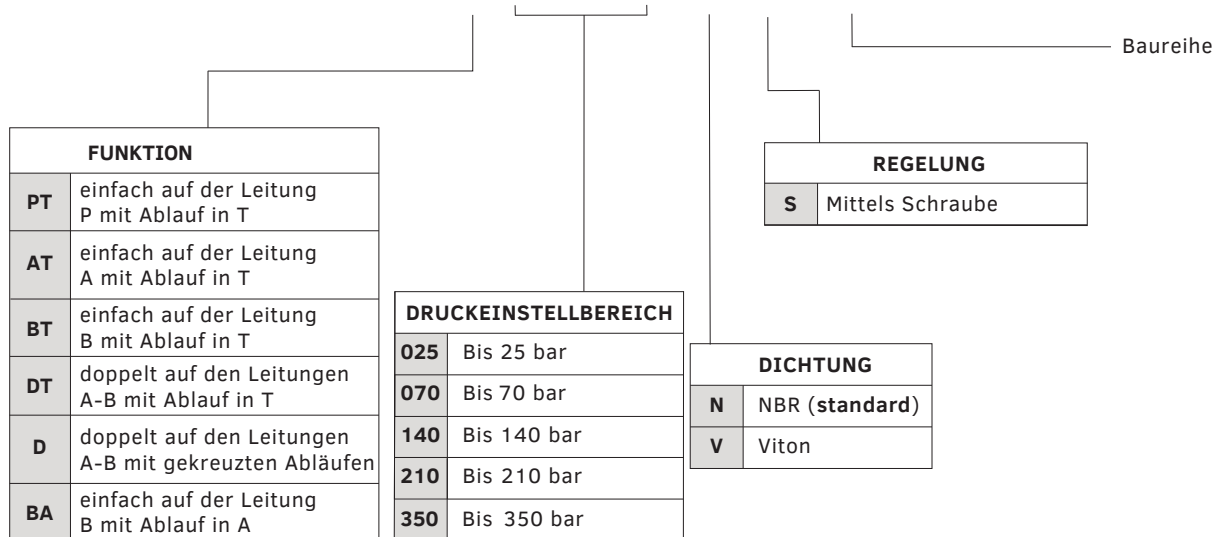 Baureihe
FUNKTION
PT
einfach auf der Leitung
P mit Ablauf in T
AT
einfach auf der Leitung
A mit Ablauf in T
BT
einfach auf der Leitung
B mit Ablauf in T
DT
doppelt auf den Leitungen
A-B mit Ablauf in T
D
doppelt auf den Leitungen
A-B mit gekreuzten Abläufen
BA
einfach auf der Leitung
B mit Ablauf in A
DRUCKEINSTELLBEREICH
025 Bis 25 bar
070 Bis 70 bar
140 Bis 140 bar
210 Bis 210 bar
350 Bis 350 bar
DICHTUNG
N NBR (standard)
V Viton
REGELUNG
S Mittels Schraube